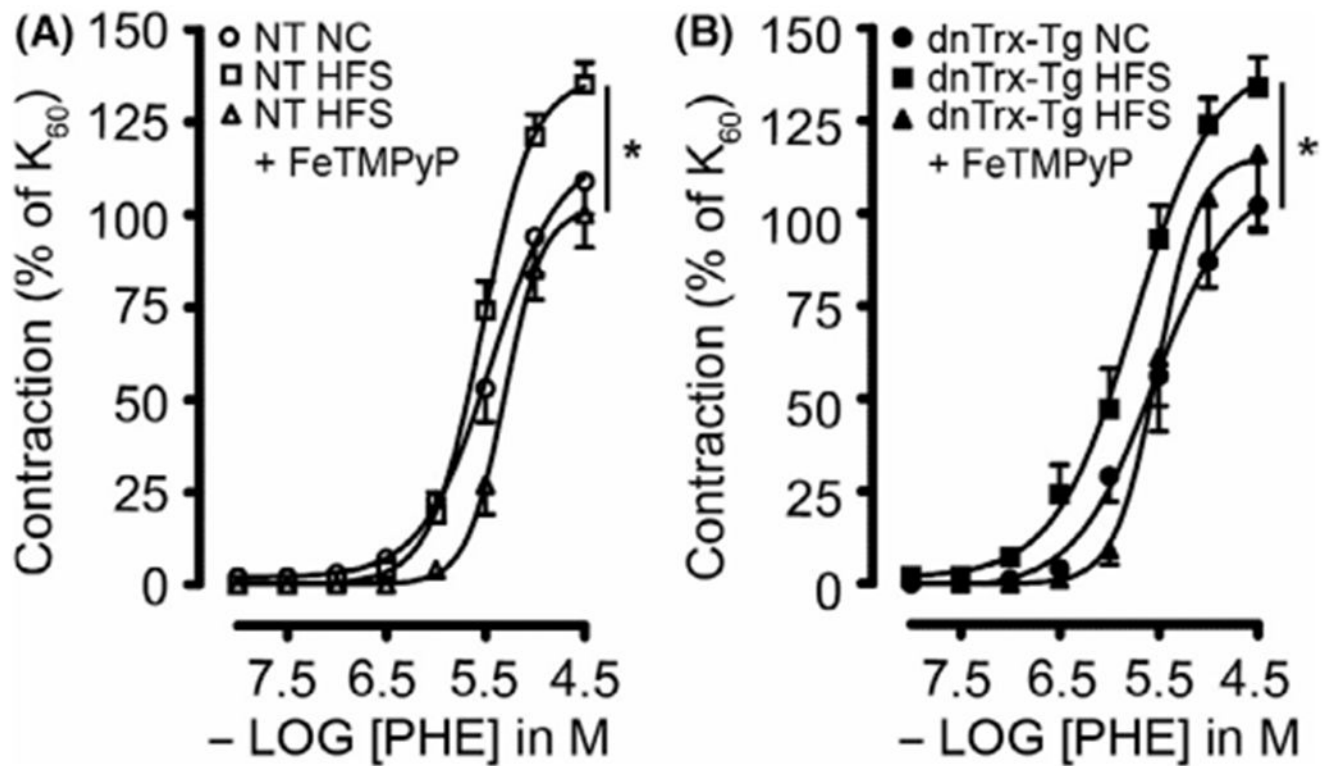 (A)
Contraction (% of K60)
150
125
100
75
50
25
0
NT NC
NT HFS
NT HFS
+ FeTMPyP
*
7.5 6.5 5.5 4.5
– LOG [PHE] in M
(B)
Contraction (% of K60)
150
125
100
75
50
25
0
dnTrx-Tg NC
dnTrx-Tg HFS
dnTrx-Tg HFS
+ FeTMPyP
*
7.5 6.5 5.5 4.5
– LOG [PHE] in M